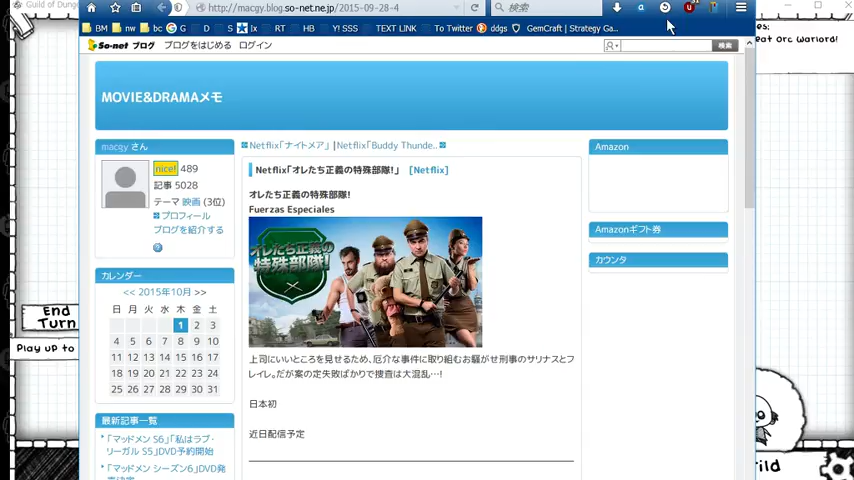 Guild of Dung
http://macgy.blog.so-net.ne.jp/2015-09-28-4
検索
BM
nw
bc
G
D
S
lx
RT
HB
Y! SSS
TEXT LINK
To Twitter
ddgs
GemCraft | Strategy Ga...
So-net ブログ ブログをはじめる ログイン
検索
eat Orc Warlord!
MOVIE&DRAMAメモ
macgy さん
nice! 489
記事 5028
テーマ 映画 (3位)
プロフィール
ブログを紹介する
カレンダー
<< 2015年10月 >>
日 月 火 水 木 金 土
1 2 3
4 5 6 7 8 9 10
11 12 13 14 15 16 17
18 19 20 21 22 23 24
25 26 27 28 29 30 31
最新記事一覧
「マッドメン S6」「私はラブ・
リーガル S5」DVD予約開始
「マッドメン シーズン6」DVD発
Netflix「ナイトメア」 | Netflix「Buddy Thunde..
Netflix「オレたち正義の特殊部隊!」 [Netflix]
オレたち正義の特殊部隊!
Fuerzas Especiales
オレたち正義の
特殊部隊!
上司にいいところを見せるため、厄介な事件に取り組むお騒がせ刑事のサリナスとフ
レイレ。だが案の定失敗ばかりで捜査は大混乱…!
日本初
近日配信予定
Amazon
Amazonギフト券
カウンタ
End
Turn
Play up to
ild